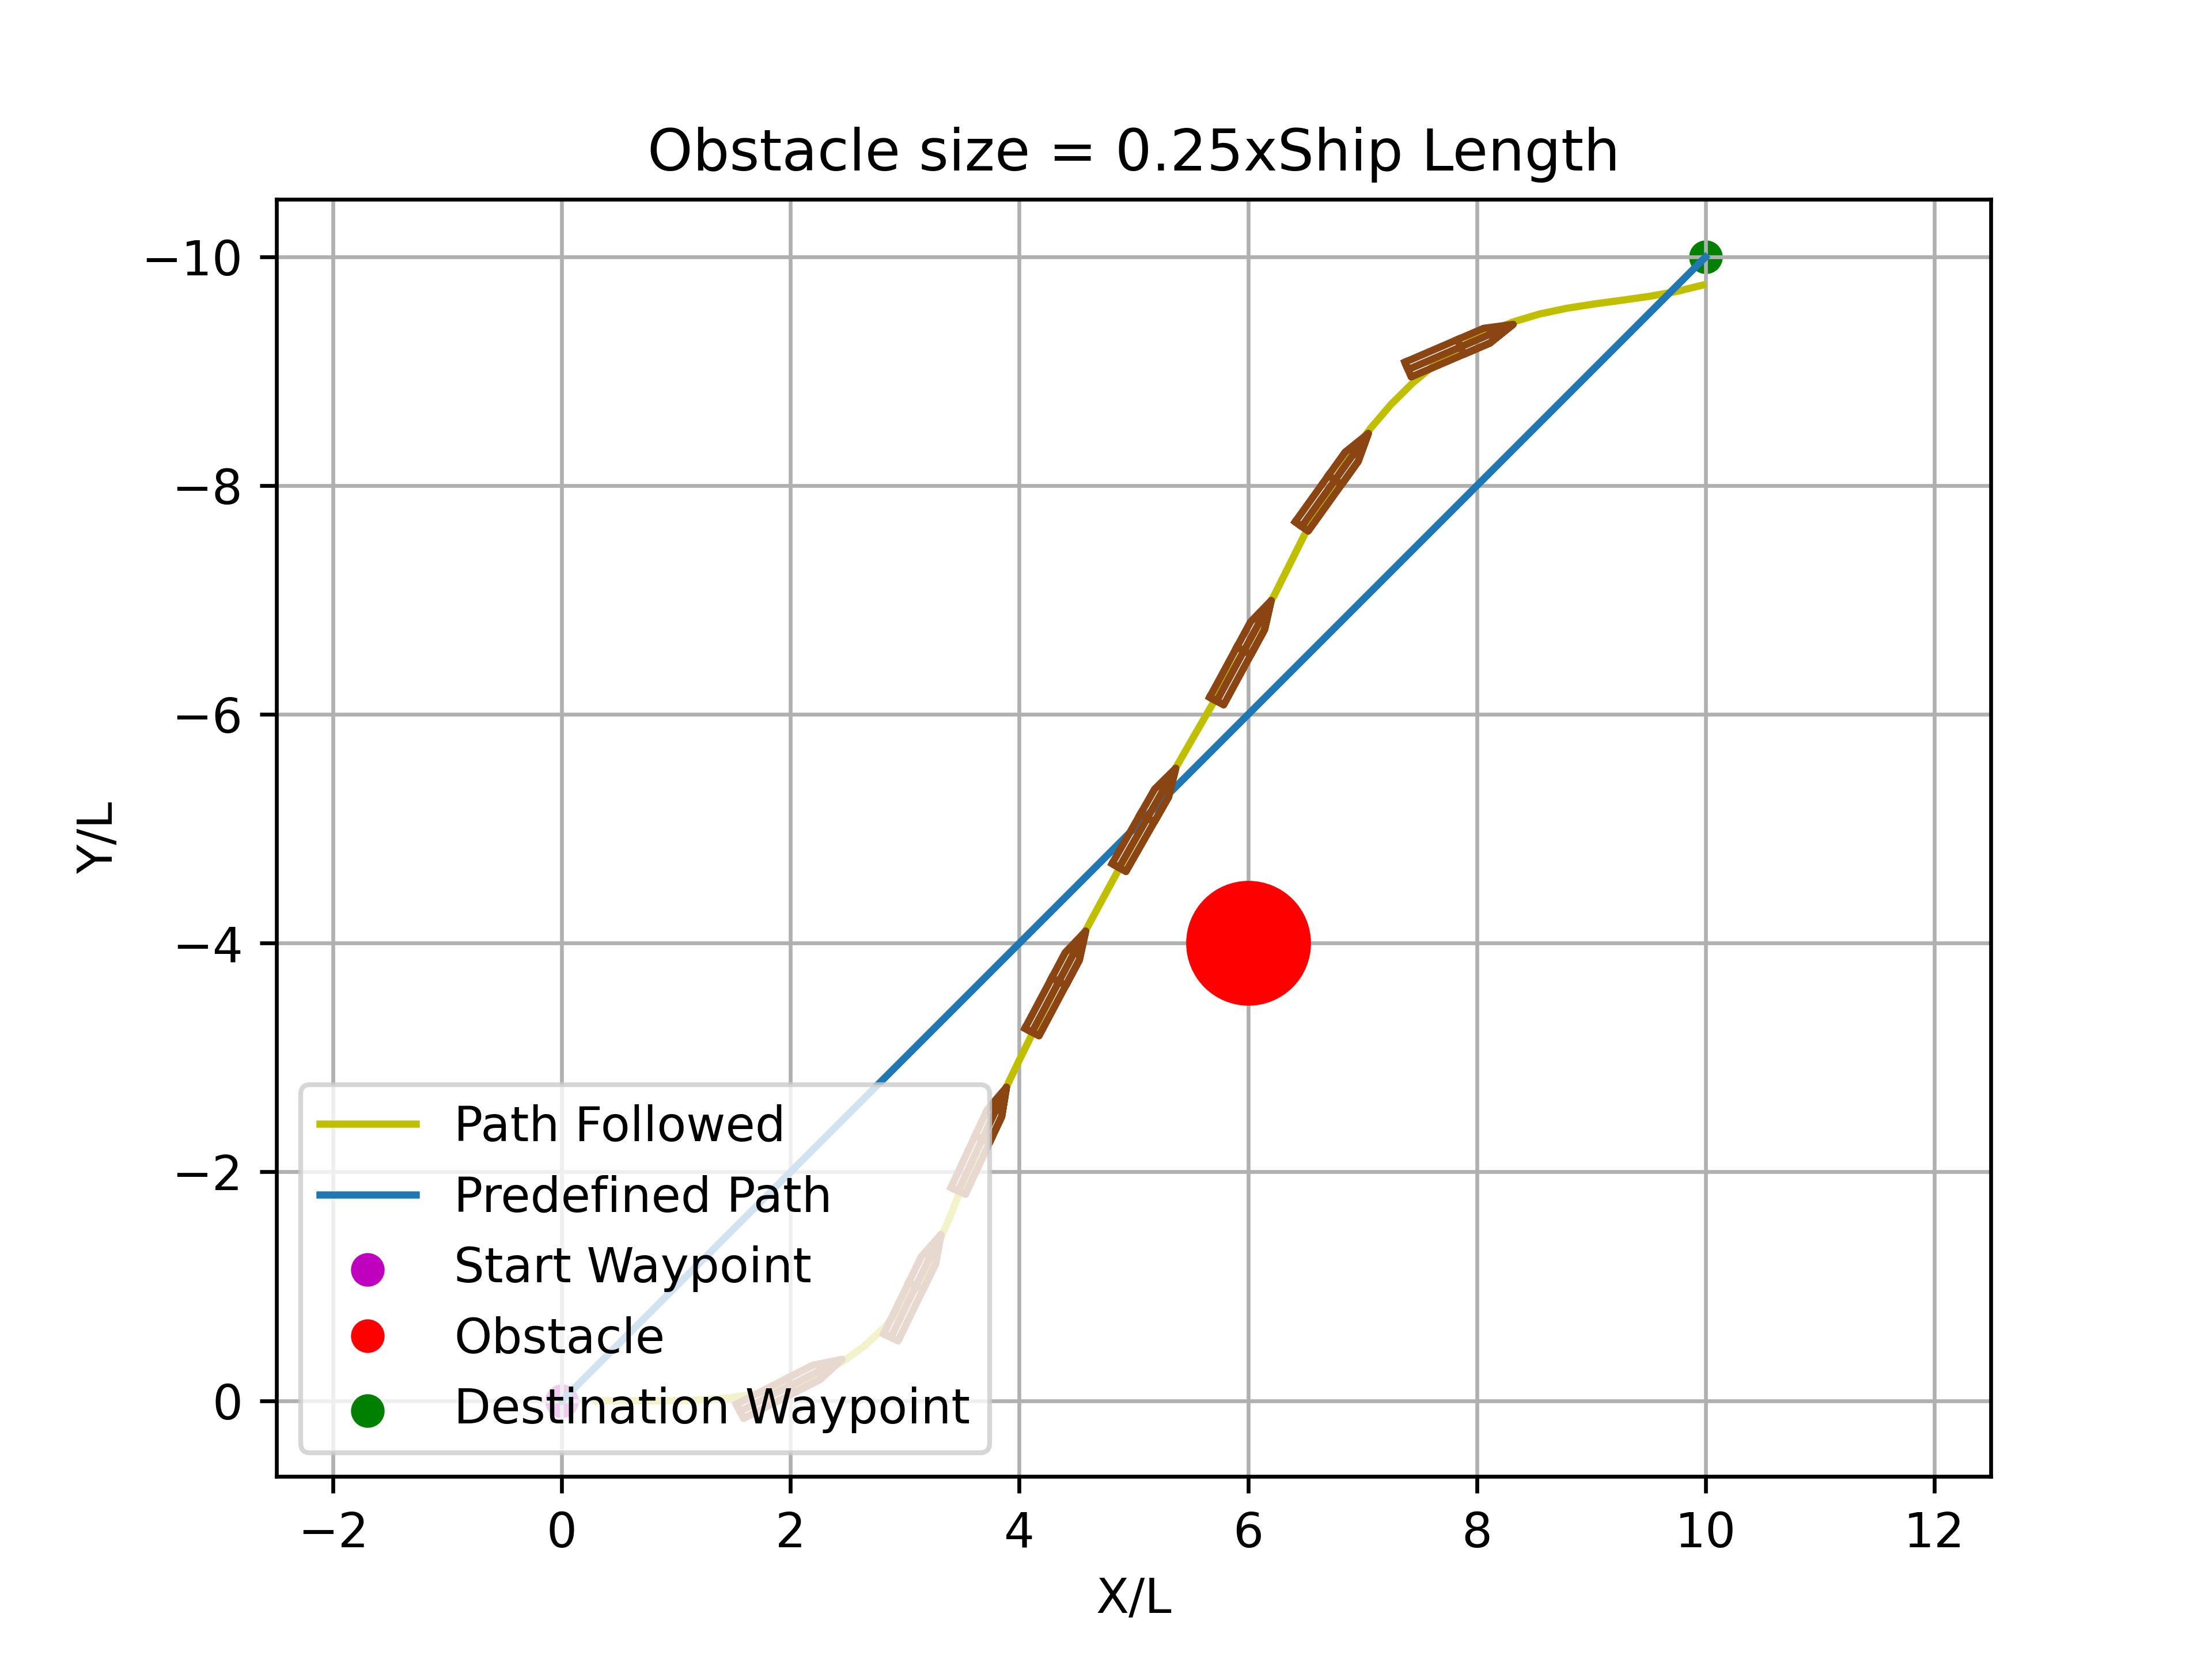 Obstacle size = 0.25xShip Length
−10
−8
−6
−4
−2
0
Y/L
Path Followed
Predefined Path
Start Waypoint
Obstacle
Destination Waypoint
−2 0 2 4 6 8 10 12
X/L